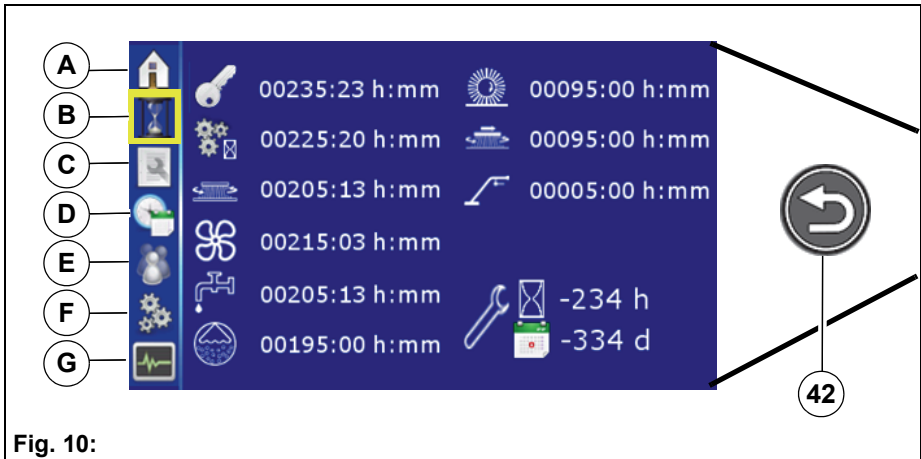 A
B
C
D
E
F
G
00235:23 h:mm
00225:20 h:mm
00205:13 h:mm
00215:03 h:mm
00205:13 h:mm
00195:00 h:mm
00095:00 h:mm
00095:00 h:mm
00005:00 h:mm
-234 h
-334 d
42
Fig. 10: